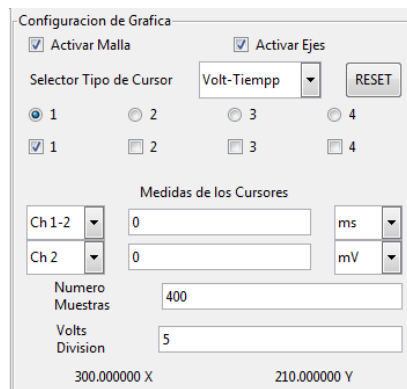 Configuracion de Grafica
Activar Malla Activar Ejes
Selector Tipo de Cursor Volt-Tiempp RESET
1 2 3 4
1 2 3 4
Medidas de los Cursores
Ch 1-2 0 ms
Ch 2 0 mV
Numero
Muestras 400
Volts
Division 5
300.000000 X 210.000000 Y